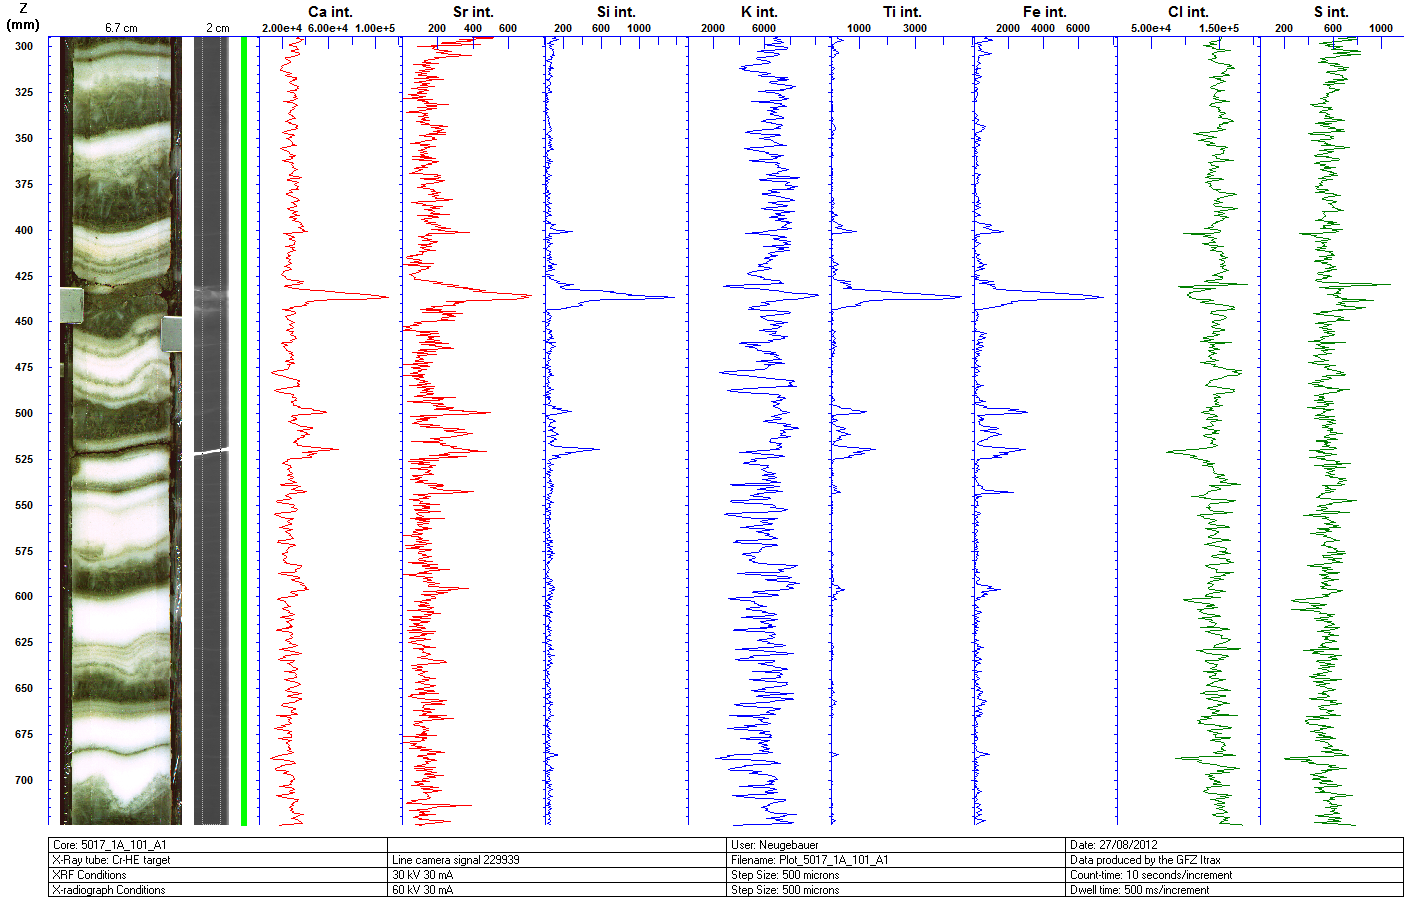 Z
(mm)
6.7 cm
2 cm
Ca int.
2.00e+4 6.00e+4 1.00e+5
Sr int.
200 400 600
Si int.
200 600 1000
K int.
2000 6000
Ti int.
1000 3000
Fe int.
2000 4000 6000
Cl int.
5.00e+4 1.50e+5
S int.
200 600 1000
300
325
350
375
400
425
450
475
500
525
550
575
600
625
650
675
700
Core: 5017_1A_101_A1 User: Neugebauer Date: 27/08/2012
X-Ray tube: Cr-HE target Line camera signal 229939 Filename: Plot_5017_1A_101_A1 Data produced by the GFZ Itrax
XRF Conditions 30 kV 30 mA Step Size: 500 microns Count-time: 10 seconds/increment
X-radiograph Conditions 60 kV 30 mA Step Size: 500 microns Dwell time: 500 ms/increment